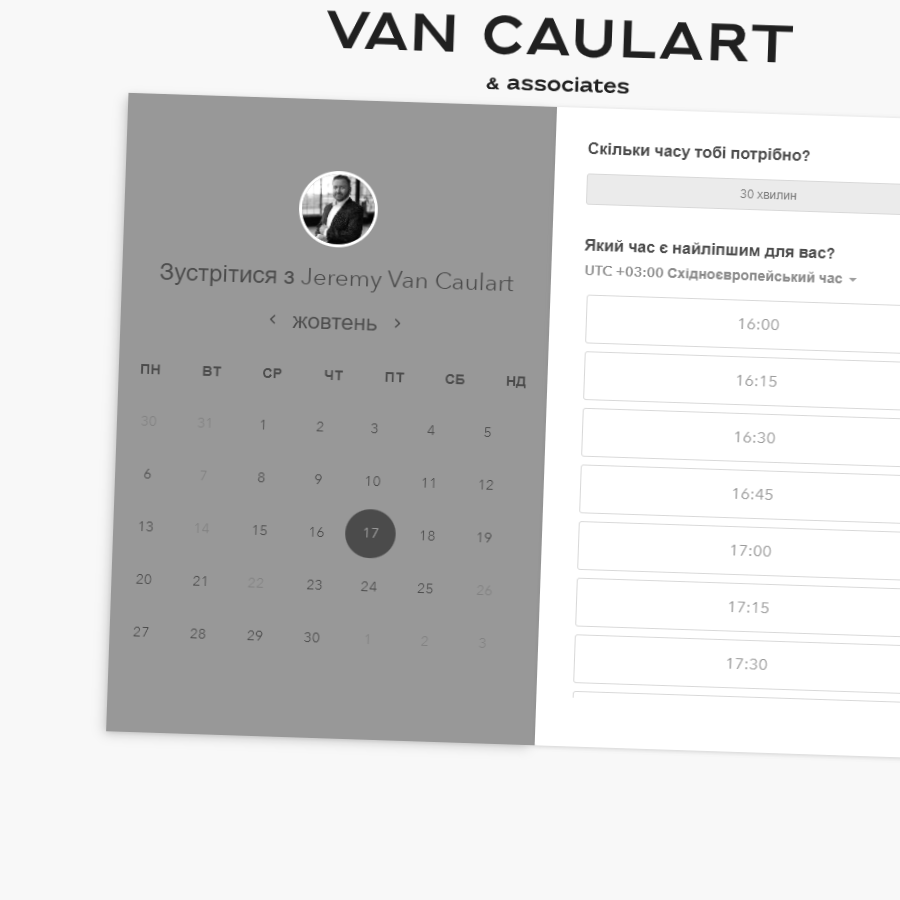 VAN CAULART
& associates
Зустрітися з Jeremy Van Caulart
жовтень
ПН ВТ СР ЧТ ПТ СБ НД
30 31 1 2 3 4 5
6 7 8 9 10 11 12
13 14 15 16 17 18 19
20 21 22 23 24 25 26
27 28 29 30 1 2 3
Скільки часу тобі потрібно?
30 хвилин
Який час є найліпшим для вас?
UTC +03:00 Східноєвропейський час
16:00
16:15
16:30
16:45
17:00
17:15
17:30